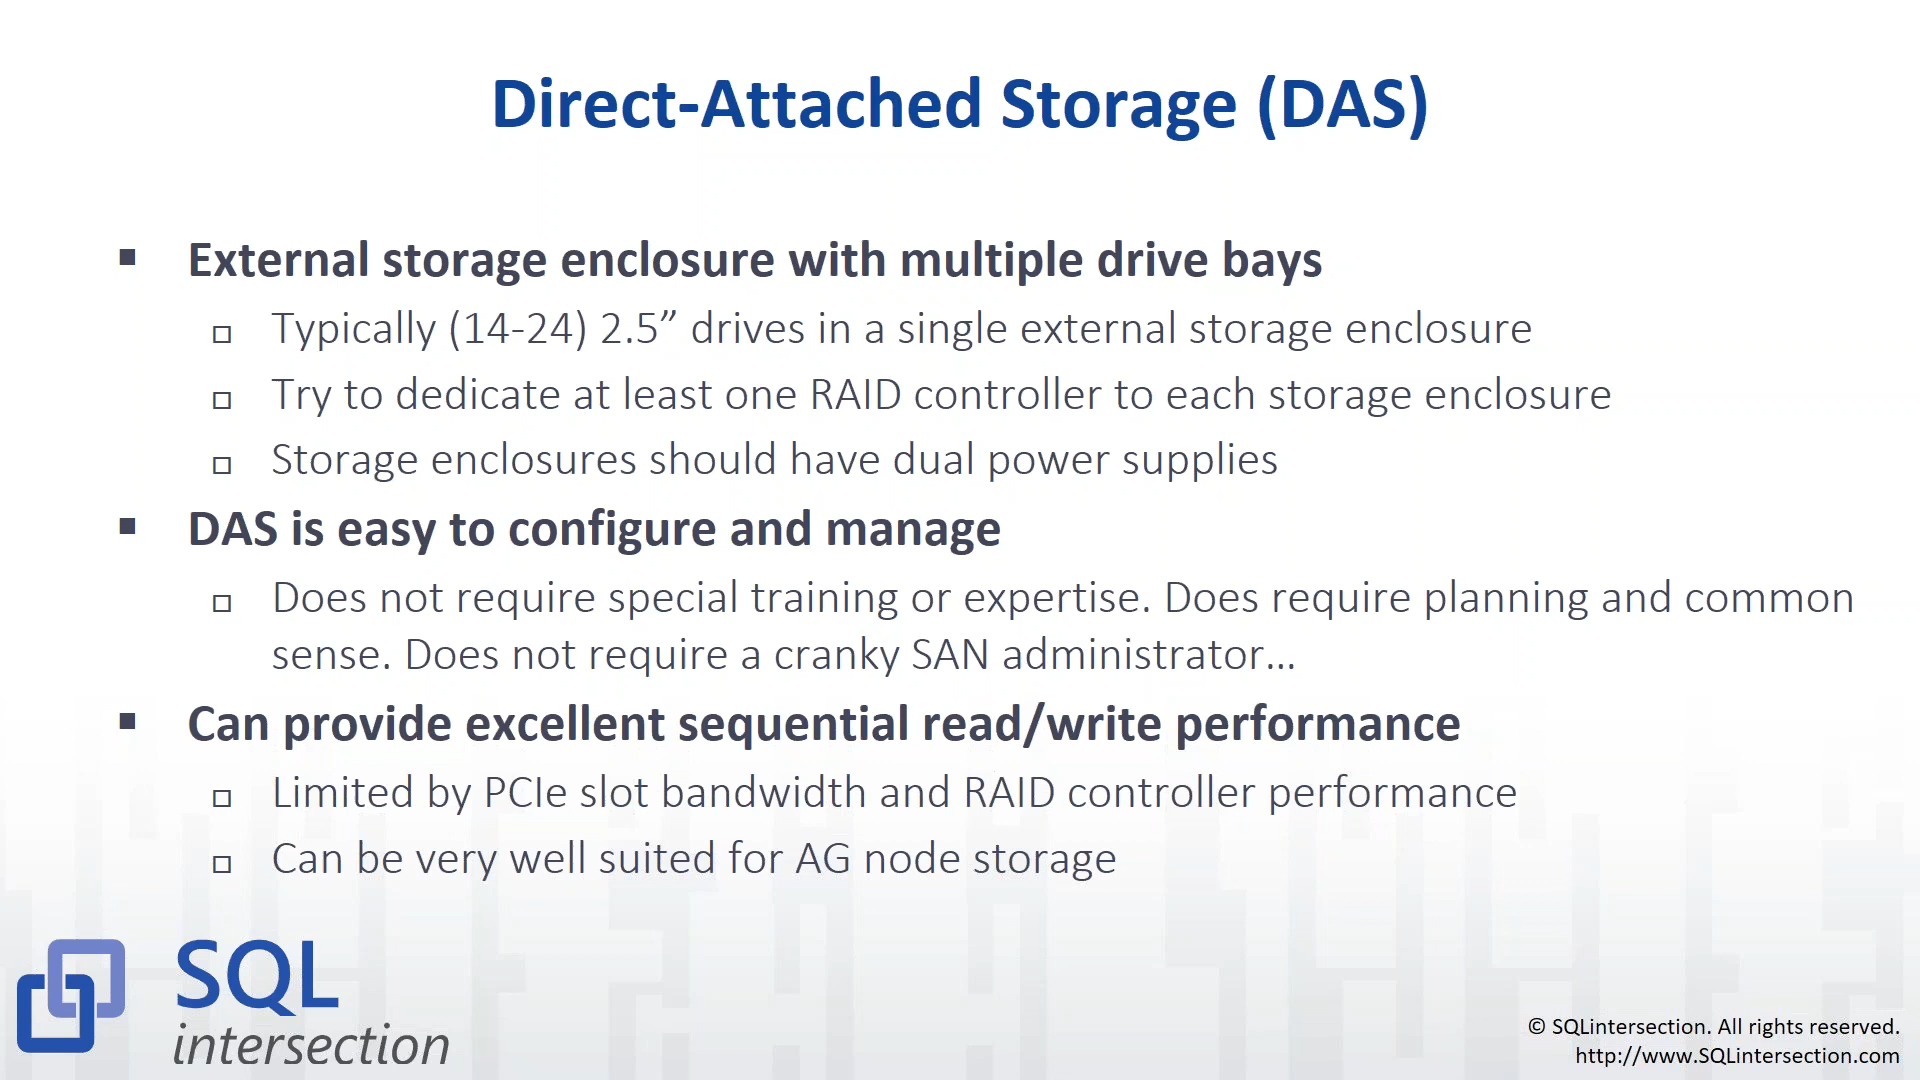 Direct-Attached Storage (DAS)
▪ External storage enclosure with multiple drive bays
▫ Typically (14-24) 2.5” drives in a single external storage enclosure
▫ Try to dedicate at least one RAID controller to each storage enclosure
▫ Storage enclosures should have dual power supplies
▪ DAS is easy to configure and manage
▫ Does not require special training or expertise. Does require planning and common
sense. Does not require a cranky SAN administrator…
▪ Can provide excellent sequential read/write performance
▫ Limited by PCIe slot bandwidth and RAID controller performance
▫ Can be very well suited for AG node storage
SQL
intersection
© SQLintersection. All rights reserved.
http://www.SQLintersection.com